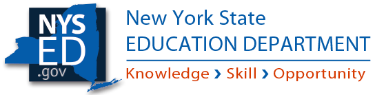 NYS
ED
.gov
New York State
EDUCATION DEPARTMENT
Knowledge › Skill › Opportunity